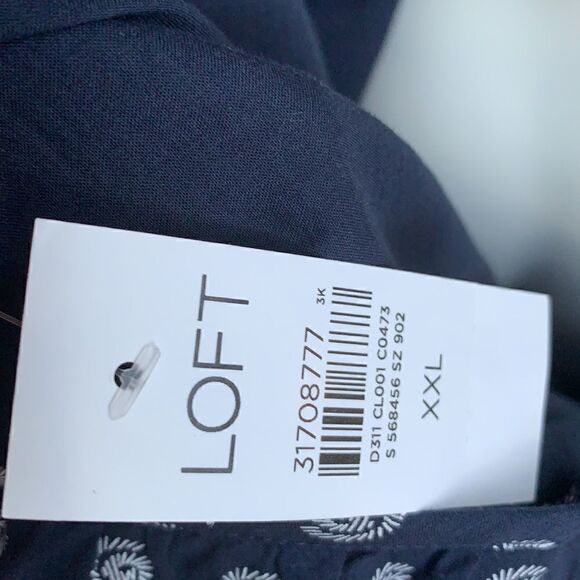 LOFT
31708777 3K
D311 CL001 C0473
S 568456 SZ 902
XXL